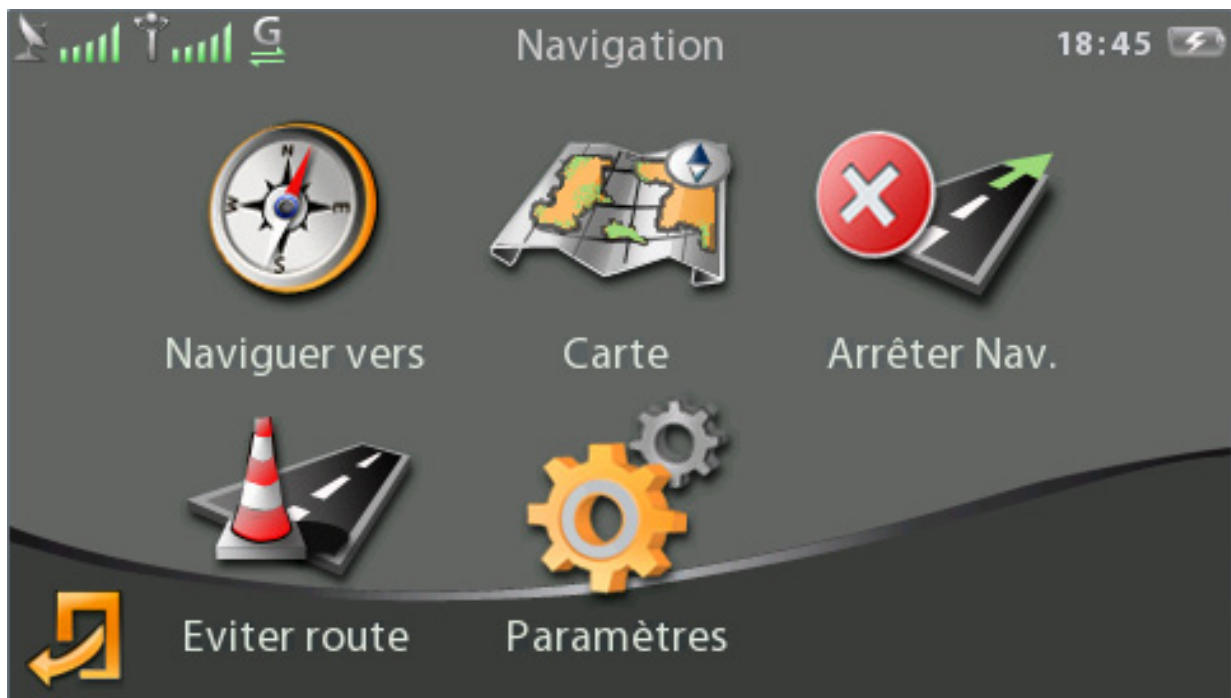 G Navigation 18:45
N
W E
S
Naviguer vers Carte Arrêter Nav.
Eviter route Paramètres